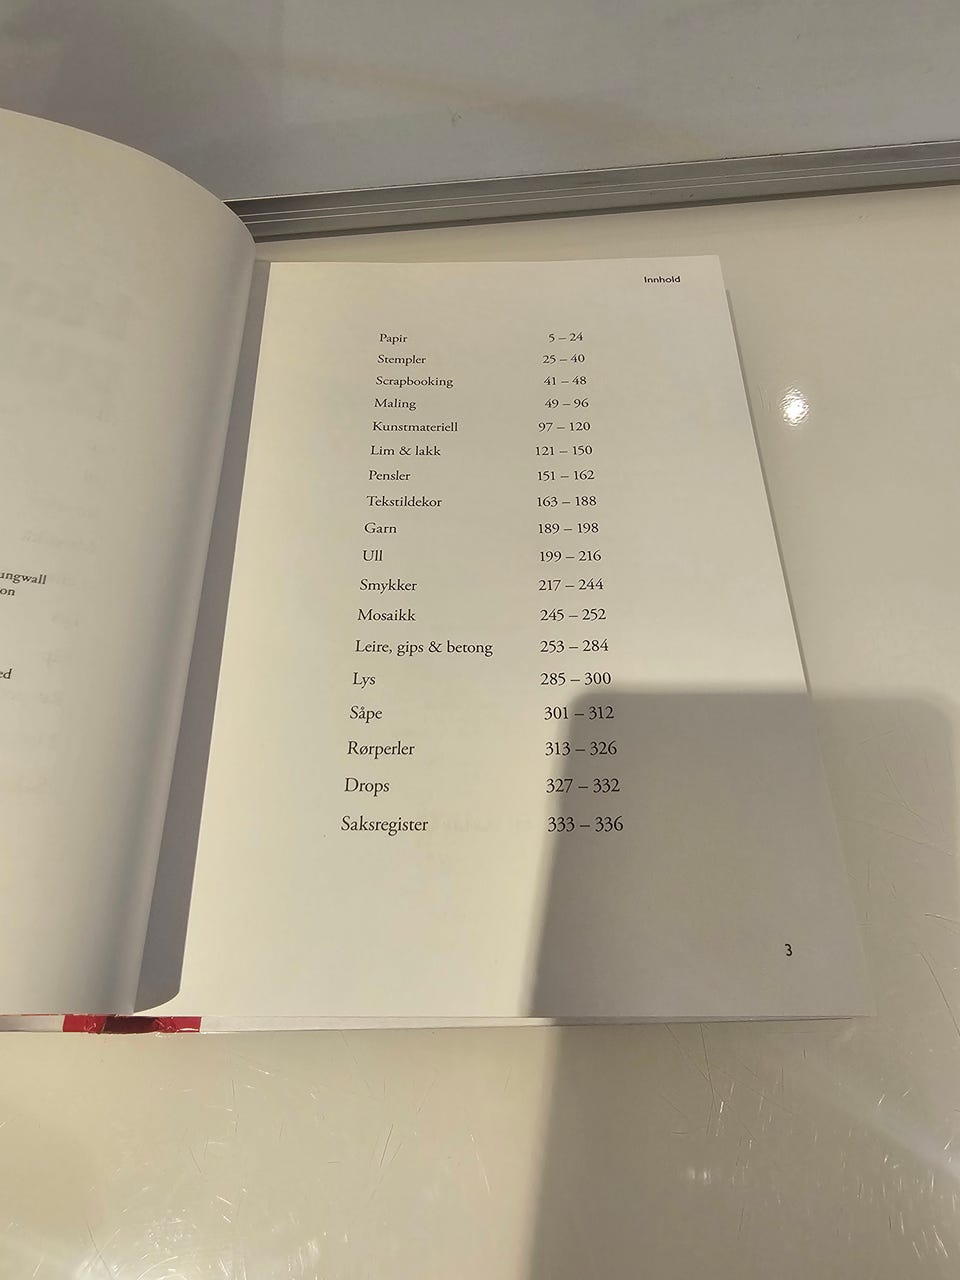 ungwall
on
ed
Innhold
Papir 5 – 24
Stempler 25 – 40
Scrapbooking 41 – 48
Maling 49 – 96
Kunstmateriell 97 – 120
Lim & lakk 121 – 150
Pensler 151 – 162
Tekstildekor 163 – 188
Garn 189 – 198
Ull 199 – 216
Smykker 217 – 244
Mosaikk 245 – 252
Leire, gips & betong 253 – 284
Lys 285 – 300
Såpe 301 – 312
Rørperler 313 – 326
Drops 327 – 332
Saksregister 333 – 336
3